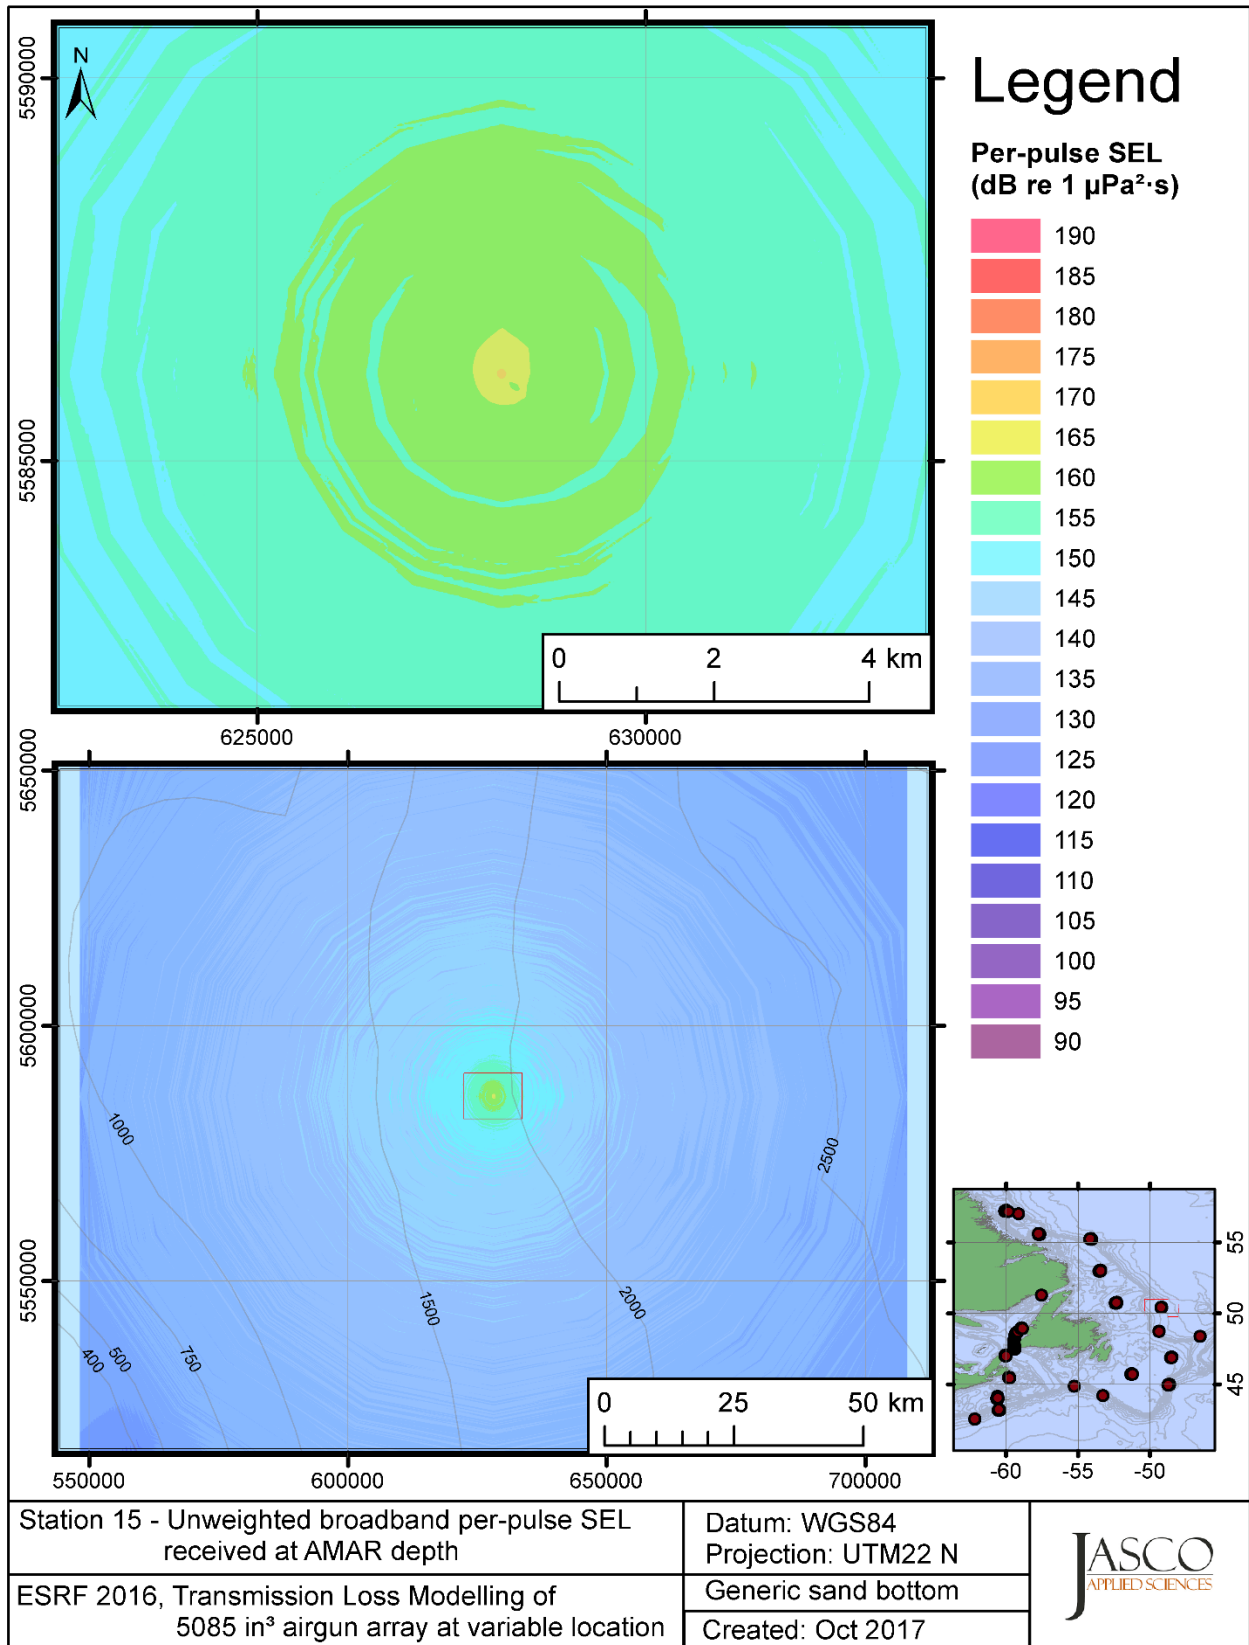 N
5590000
5585000
0 2 4 km
625000 630000
5650000
5600000
5550000
1000
2500
1500
2000
400
500
750
0 25 50 km
550000 600000 650000 700000
Legend
Per-pulse SEL
(dB re 1 µPa²·s)
190
185
180
175
170
165
160
155
150
145
140
135
130
125
120
115
110
105
100
95
90
55
50
45
-60 -55 -50
Station 15 - Unweighted broadband per-pulse SEL
received at AMAR depth
ESRF 2016, Transmission Loss Modelling of
5085 in³ airgun array at variable location
Datum: WGS84
Projection: UTM22 N
Generic sand bottom
Created: Oct 2017
JASCO
APPLIED SCIENCES